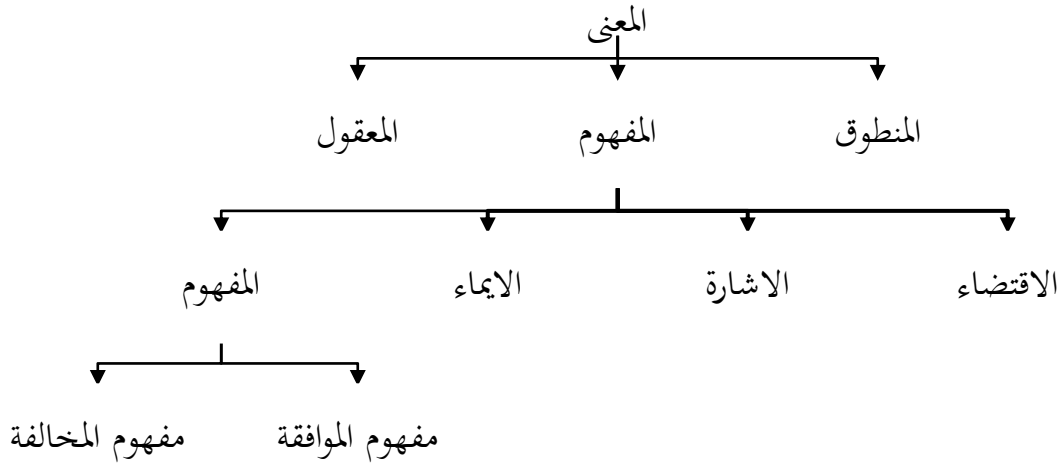 المعنى
المنطوق المفهوم المعقول
الاقتضاء الاشارة الايماء المفهوم
مفهوم الموافقة مفهوم المخالفة